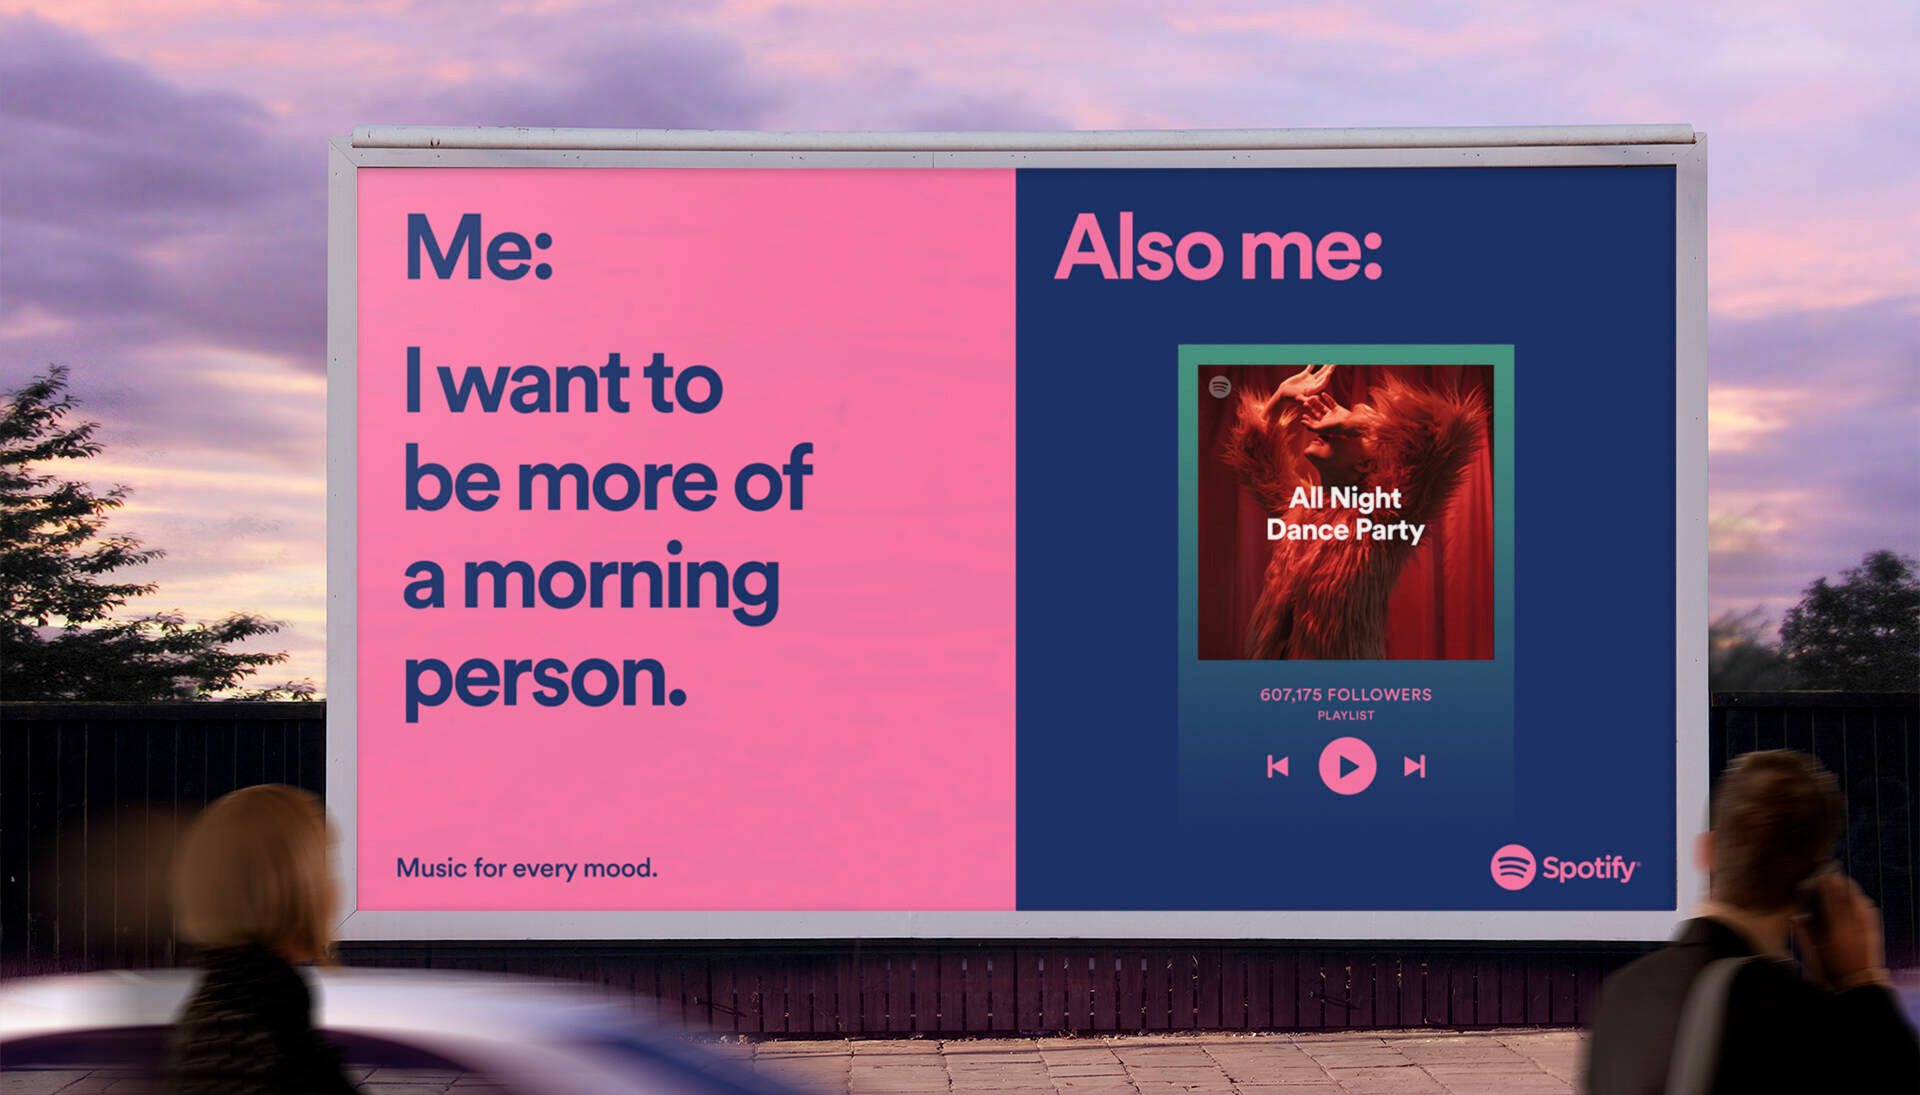 Me:
I want to
be more of
a morning
person.
Music for every mood.
Also me:
All Night
Dance Party
607,175 FOLLOWERS
PLAYLIST
Spotify